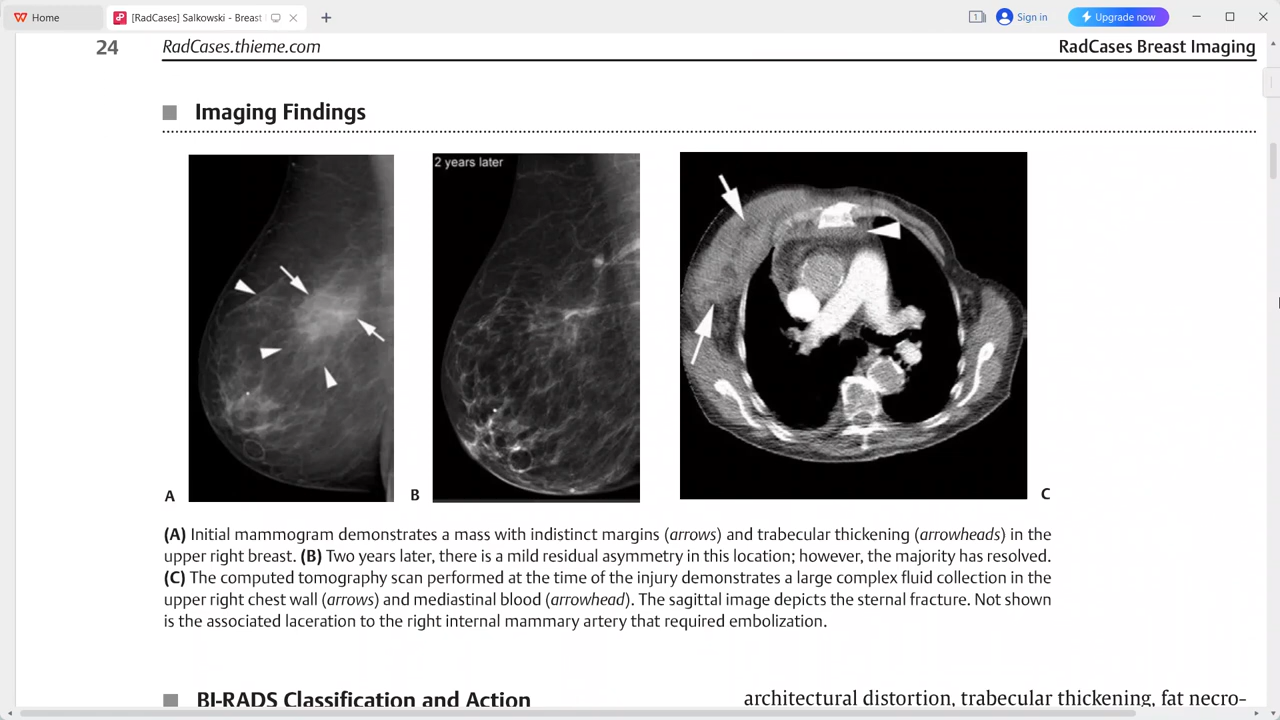 Home
[RadCases] Salkowski - Breast
Sign in
Upgrade now
24
RadCases.thieme.com
RadCases Breast Imaging
Imaging Findings
2 years later
A
B
C
(A) Initial mammogram demonstrates a mass with indistinct margins (arrows) and trabecular thickening (arrowheads) in the
upper right breast. (B) Two years later, there is a mild residual asymmetry in this location; however, the majority has resolved.
(C) The computed tomography scan performed at the time of the injury demonstrates a large complex fluid collection in the
upper right chest wall (arrows) and mediastinal blood (arrowhead). The sagittal image depicts the sternal fracture. Not shown
is the associated laceration to the right internal mammary artery that required embolization.
BI-RADS Classification and Action
architectural distortion, trabecular thickening, fat necro-